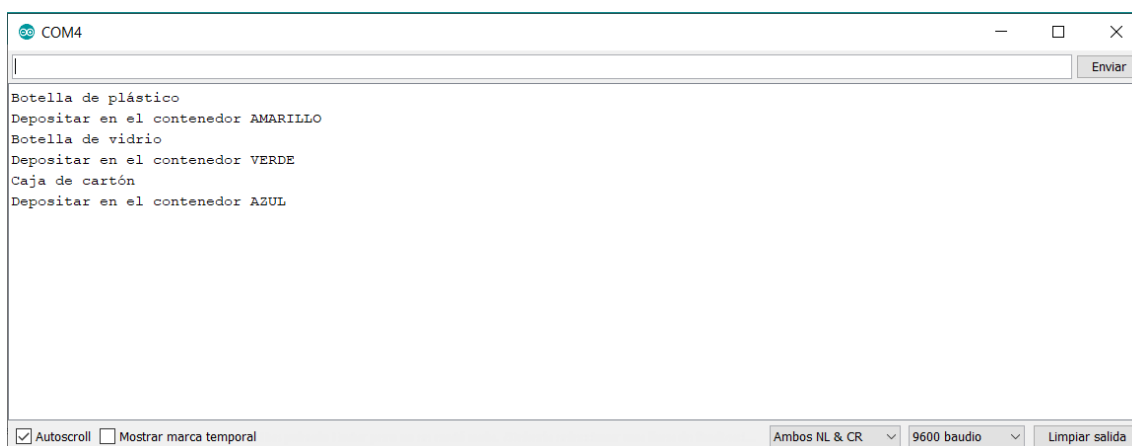 COM4
Enviar
Botella de plástico
Depositar en el contenedor AMARILLO
Botella de vidrio
Depositar en el contenedor VERDE
Caja de cartón
Depositar en el contenedor AZUL
Autoscroll Mostrar marca temporal Ambos NL & CR 9600 baudio Limpiar salida